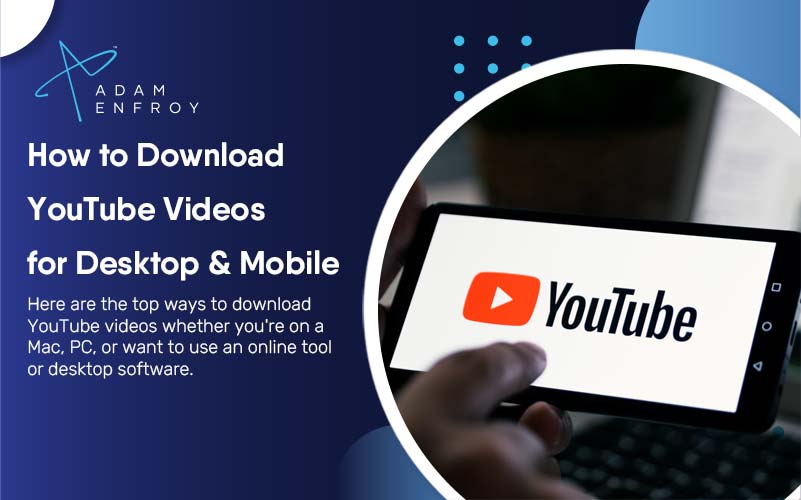 ADAM
ENFROY
How to Download
YouTube Videos
for Desktop & Mobile
Here are the top ways to download
YouTube videos whether you're on a
Mac, PC, or want to use an online tool
or desktop software.
YouTube